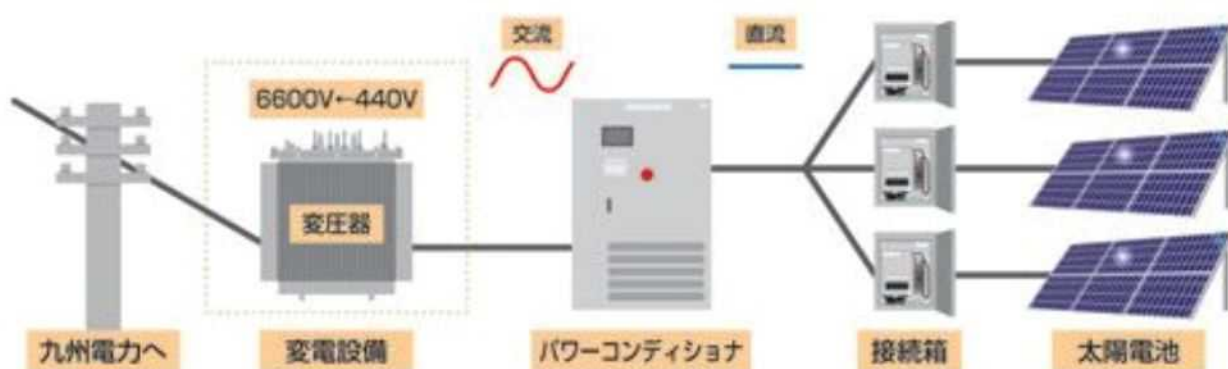 交流
直流
6600V←440V
変圧器
九州電力へ
変電設備
パワーコンディショナ
接続箱
太陽電池